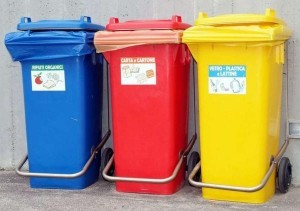 RIFIUTI ORGANICI
CARTA e CARTONE
VETRO - PLASTICA
e LATTINE